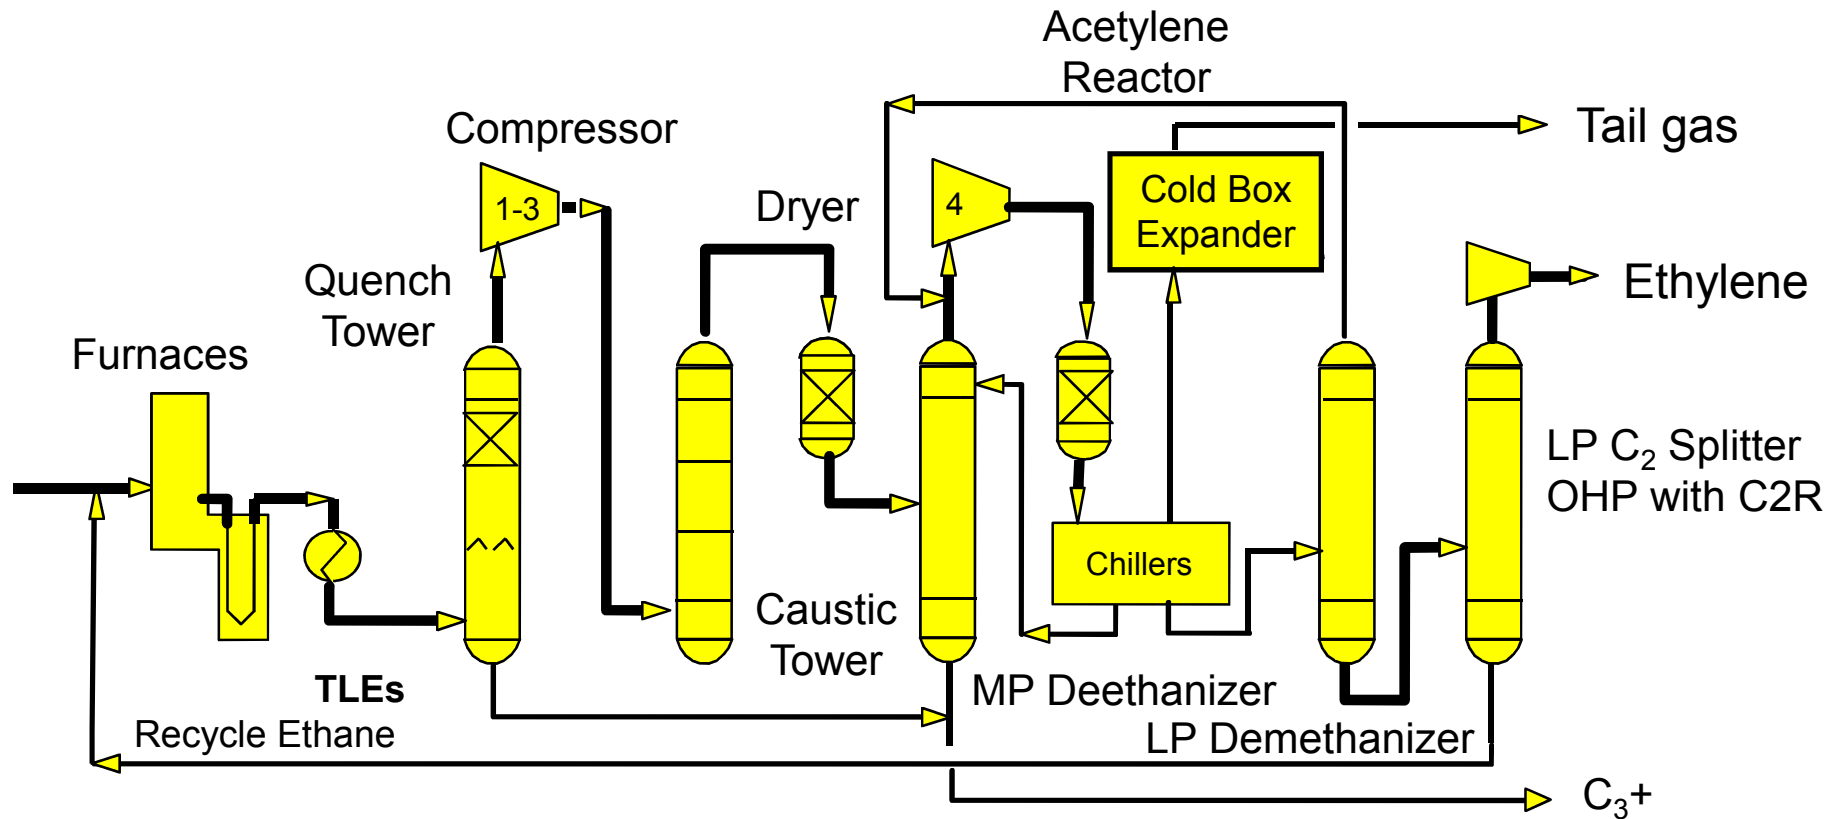 Acetylene
Reactor
Tail gas
Compressor
Cold Box
Expander
1-3
Dryer
4
Quench
Tower
Ethylene
Furnaces
LP C₂ Splitter
OHP with C2R
Chillers
Caustic
Tower
TLEs
MP Deethanizer
Recycle Ethane
LP Demethanizer
C₃+